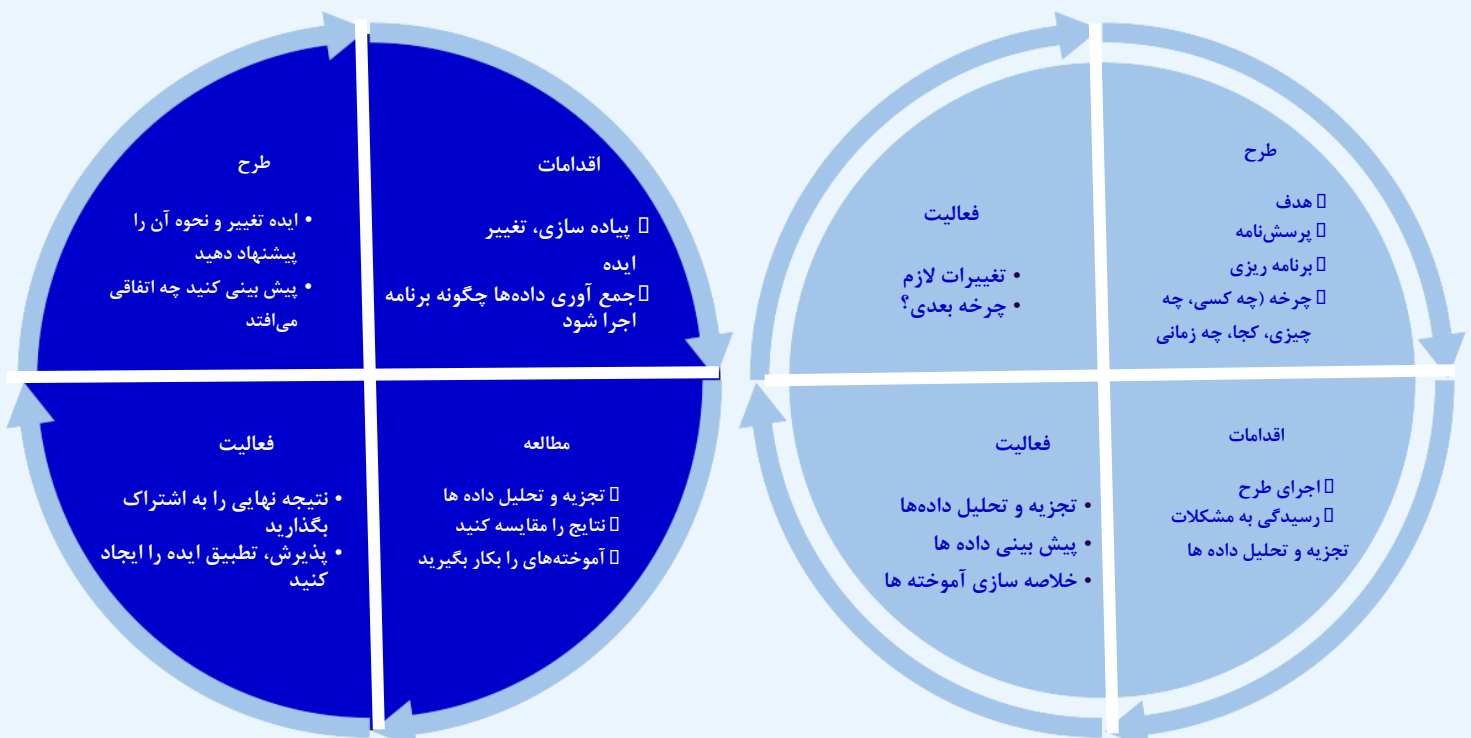 طرح
▯ هدف
▯ پرسش‌نامه
▯ برنامه ریزی
▯ چرخه (چه کسی، چه
چیزی، کجا، چه زمانی
فعالیت
• تغییرات لازم
• چرخه بعدی؟
اقدامات
▯ اجرای طرح
▯ رسیدگی به مشکلات
تجزیه و تحلیل داده ها
فعالیت
• تجزیه و تحلیل داده‌ها
• پیش بینی داده ها
• خلاصه سازی آموخته ها
اقدامات
▯ پیاده سازی، تغییر
ایده
▯ جمع آوری داده‌ها چگونه برنامه
اجرا شود
طرح
• ایده تغییر و نحوه آن را
پیشنهاد دهید
• پیش بینی کنید چه اتفاقی
می‌افتد
مطالعه
▯ تجزیه و تحلیل داده ها
▯ نتایج را مقایسه کنید
▯ آموخته‌های را بکار بگیرید
فعالیت
• نتیجه نهایی را به اشتراک
بگذارید
• پذیرش، تطبیق ایده را ایجاد
کنید